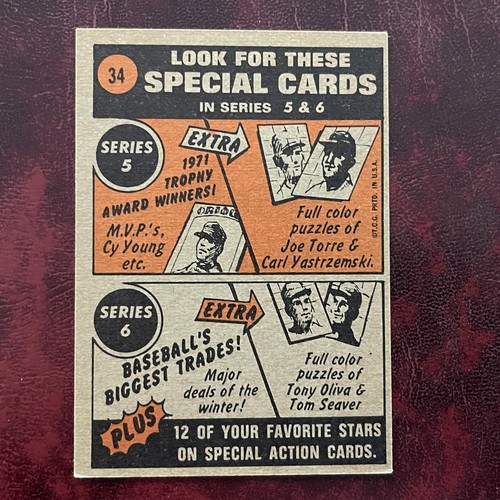 34
LOOK FOR THESE
SPECIAL CARDS
IN SERIES 5 & 6
SERIES
5
EXTRA
1971
TROPHY
AWARD WINNERS!
M.V.P.'s,
Cy Young
etc.
ORIOL
Full color
puzzles of
Joe Torre &
Carl Yastrzemski.
©T.C.G. PRTD. IN U.S.A.
SERIES
6
EXTRA
BASEBALL'S
BIGGEST TRADES!
Major
deals of the
winter!
Full color
puzzles of
Tony Oliva &
Tom Seaver
PLUS
12 OF YOUR FAVORITE STARS
ON SPECIAL ACTION CARDS.